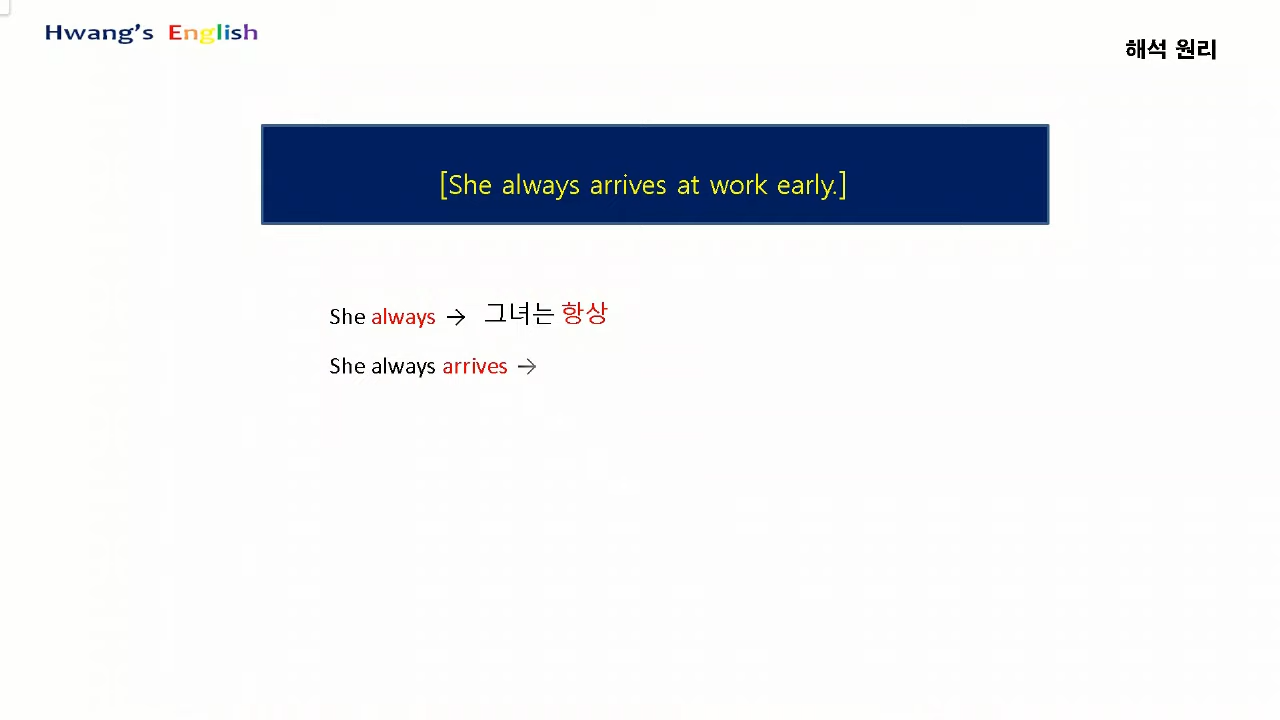 Hwang's English
해석 원리
[She always arrives at work early.]
She always → 그녀는 항상
She always arrives →